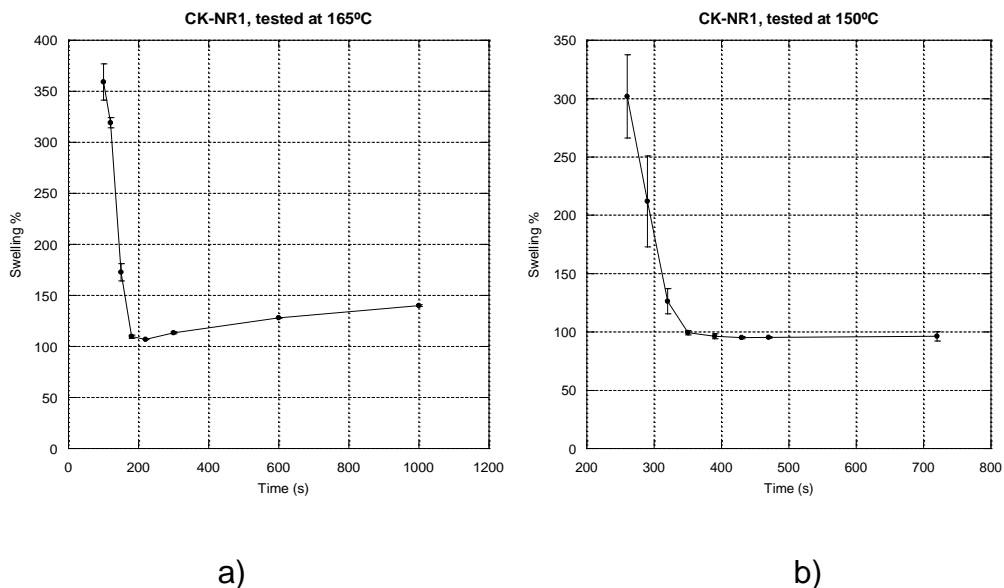 CK-NR1, tested at 165ºC
400
350
300
250
200
150
100
50
0
Swelling %
0 200 400 600 800 1000 1200
Time (s)
a)
CK-NR1, tested at 150ºC
350
300
250
200
150
100
50
0
Swelling %
200 300 400 500 600 700 800
Time (s)
b)